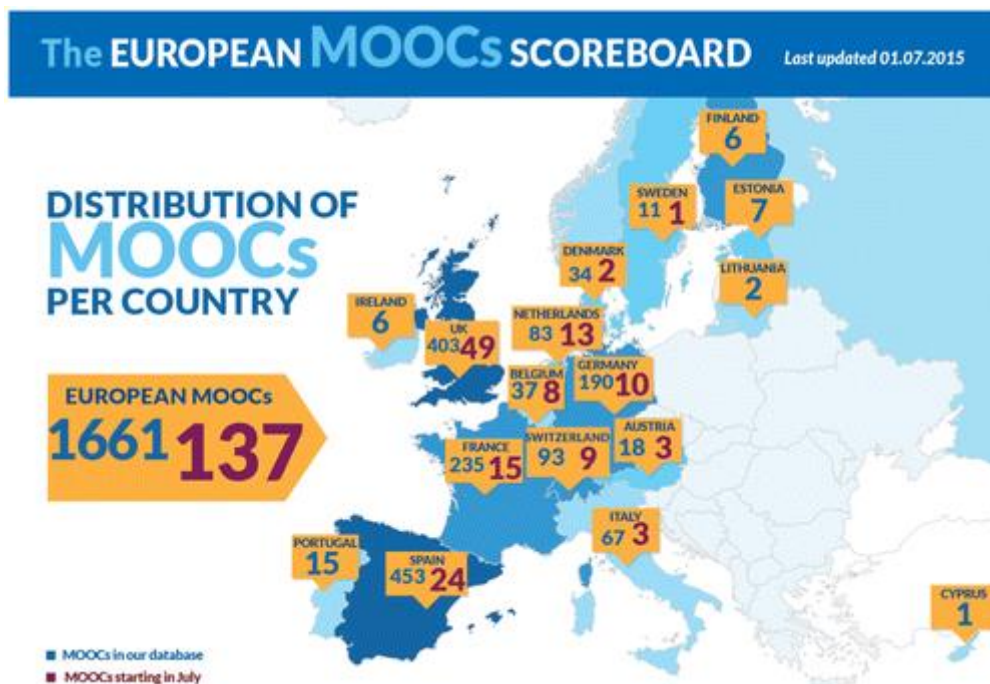 The EUROPEAN MOOCs SCOREBOARD Last updated 01.07.2015
DISTRIBUTION OF
MOOCs
PER COUNTRY
EUROPEAN MOOCs
1661 137
FINLAND
6
SWEDEN
11 1
ESTONIA
7
DENMARK
34 2
LITHUANIA
2
IRELAND
6
UK
403 49
NETHERLANDS
83 13
BELGIUM
37 8
GERMANY
190 10
FRANCE
235 15
SWITZERLAND
93 9
AUSTRIA
18 3
ITALY
67 3
PORTUGAL
15
SPAIN
453 24
CYPRUS
1
MOOCs in our database
MOOCs starting in July